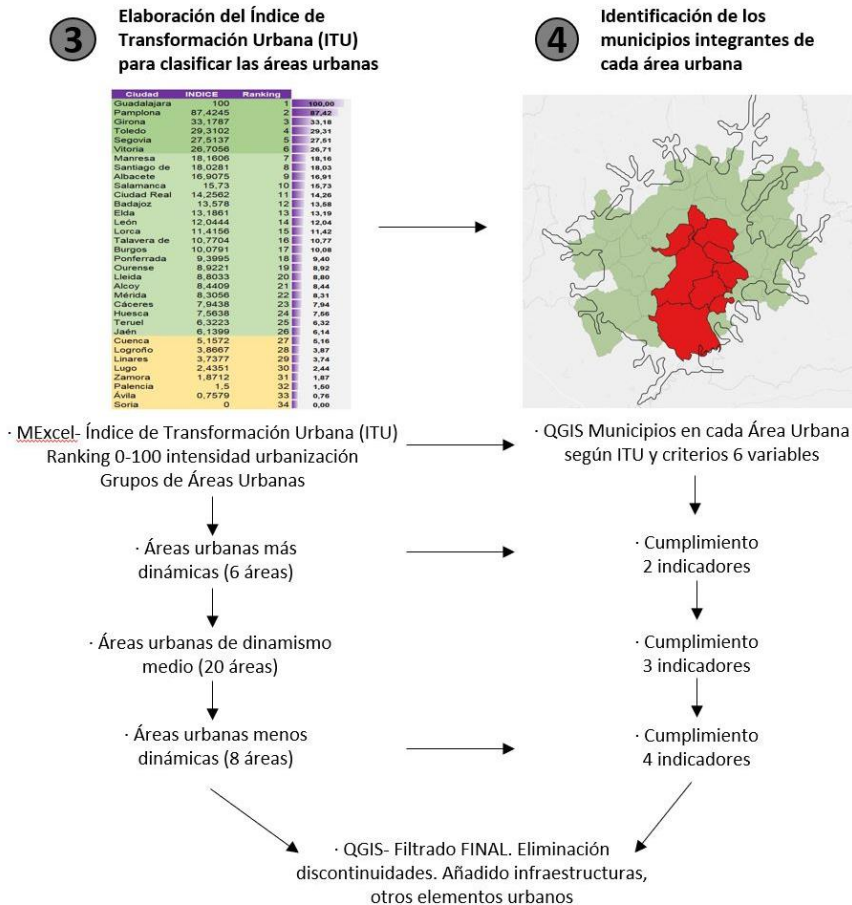 3
Elaboración del Índice de
Transformación Urbana (ITU)
para clasificar las áreas urbanas
4
Identificación de los
municipios integrantes de
cada área urbana
Ciudad INDICE Ranking
Guadalajara 100 1 100,00
Pamplona 87,4245 2 87,42
Girona 33,1787 3 33,18
Toledo 29,3102 4 29,31
Segovia 27,5137 5 27,51
Vitoria 26,7056 6 26,71
Manresa 18,1606 7 18,16
Santiago de 18,0281 8 18,03
Albacete 16,9075 9 16,91
Salamanca 15,73 10 15,73
Ciudad Real 14,2562 11 14,26
Badajoz 13,578 12 13,58
Elda 13,1861 13 13,19
León 12,0444 14 12,04
Lorca 11,4156 15 11,42
Talavera de 10,7704 16 10,77
Burgos 10,0791 17 10,08
Ponferrada 9,3995 18 9,40
Ourense 8,9221 19 8,92
Lleida 8,8033 20 8,80
Alcoy 8,4409 21 8,44
Mérida 8,3056 22 8,31
Cáceres 7,9438 23 7,94
Huesca 7,5638 24 7,56
Teruel 6,3223 25 6,32
Jaén 6,1399 26 6,14
Cuenca 5,1572 27 5,16
Logroño 3,8667 28 3,87
Linares 3,7377 29 3,74
Lugo 2,4351 30 2,44
Zamora 1,8712 31 1,87
Palencia 1,5 32 1,50
Ávila 0,7579 33 0,76
Soria 0 34 0,00
· MExcel- Índice de Transformación Urbana (ITU)
Ranking 0-100 intensidad urbanización
Grupos de Áreas Urbanas
· QGIS Municipios en cada Área Urbana
según ITU y criterios 6 variables
· Áreas urbanas más
dinámicas (6 áreas)
· Cumplimiento
2 indicadores
· Áreas urbanas de dinamismo
medio (20 áreas)
· Cumplimiento
3 indicadores
· Áreas urbanas menos
dinámicas (8 áreas)
· Cumplimiento
4 indicadores
· QGIS- Filtrado FINAL. Eliminación
discontinuidades. Añadido infraestructuras,
otros elementos urbanos